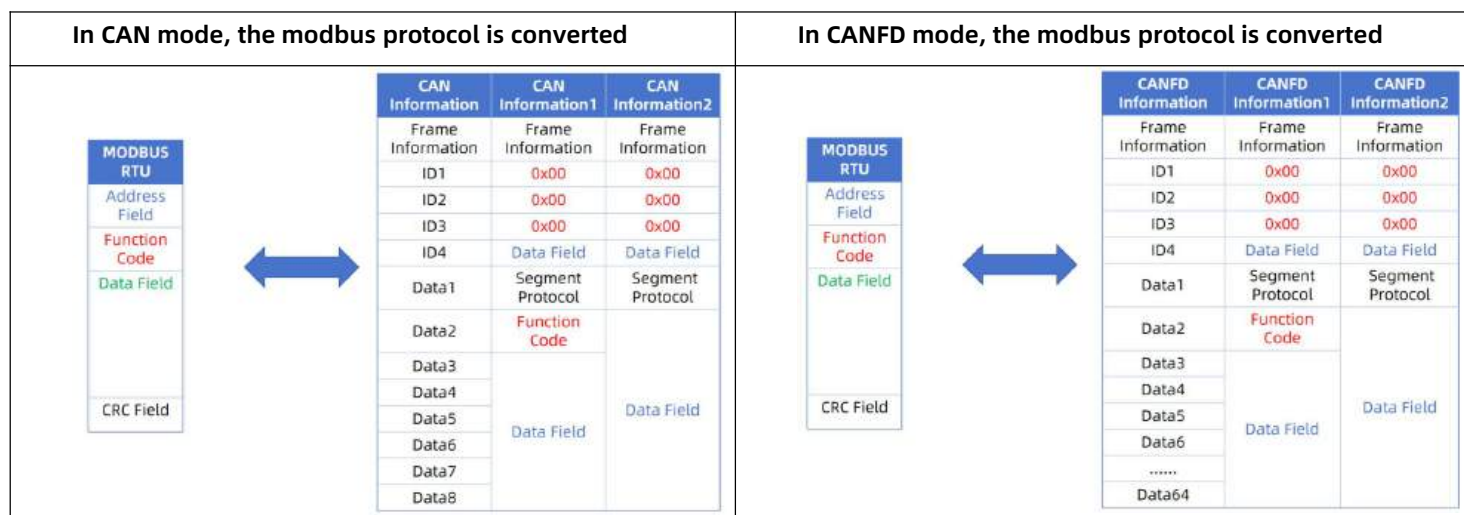 In CAN mode, the modbus protocol is converted
MODBUS
RTU
Address
Field
Function
Code
Data Field
CRC Field
CAN
Information
CAN
Information1
CAN
Information2
Frame
Information
Frame
Information
Frame
Information
ID1
0x00
0x00
ID2
0x00
0x00
ID3
0x00
0x00
ID4
Data Field
Data Field
Data1
Segment
Protocol
Segment
Protocol
Data2
Function
Code
Data3
Data4
Data5
Data6
Data7
Data8
Data Field
Data Field
In CANFD mode, the modbus protocol is converted
MODBUS
RTU
Address
Field
Function
Code
Data Field
CRC Field
CANFD
Information
CANFD
Information1
CANFD
Information2
Frame
Information
Frame
Information
Frame
Information
ID1
0x00
0x00
ID2
0x00
0x00
ID3
0x00
0x00
ID4
Data Field
Data Field
Data1
Segment
Protocol
Segment
Protocol
Data2
Function
Code
Data3
Data4
Data5
Data6
......
Data64
Data Field
Data Field